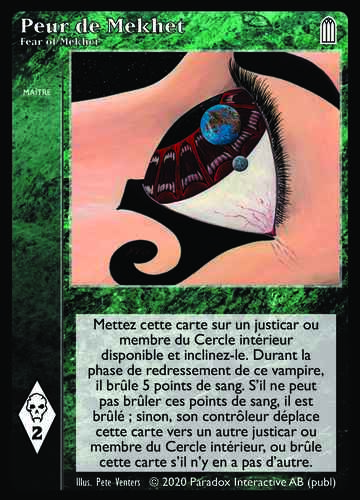 Peur de Mekhet
Fear of Mekhet
MAÎTRE
Mettez cette carte sur un justicar ou
membre du Cercle intérieur
disponible et inclinez-le. Durant la
phase de redressement de ce vampire,
il brûle 5 points de sang. S'il ne peut
pas brûler ces points de sang, il est
brûlé ; sinon, son contrôleur déplace
cette carte vers un autre justicar ou
membre du Cercle intérieur, ou brûle
cette carte s'il n'y en a pas d'autre.
2
Illus. Pete Venters © 2020 Paradox Interactive AB (publ)